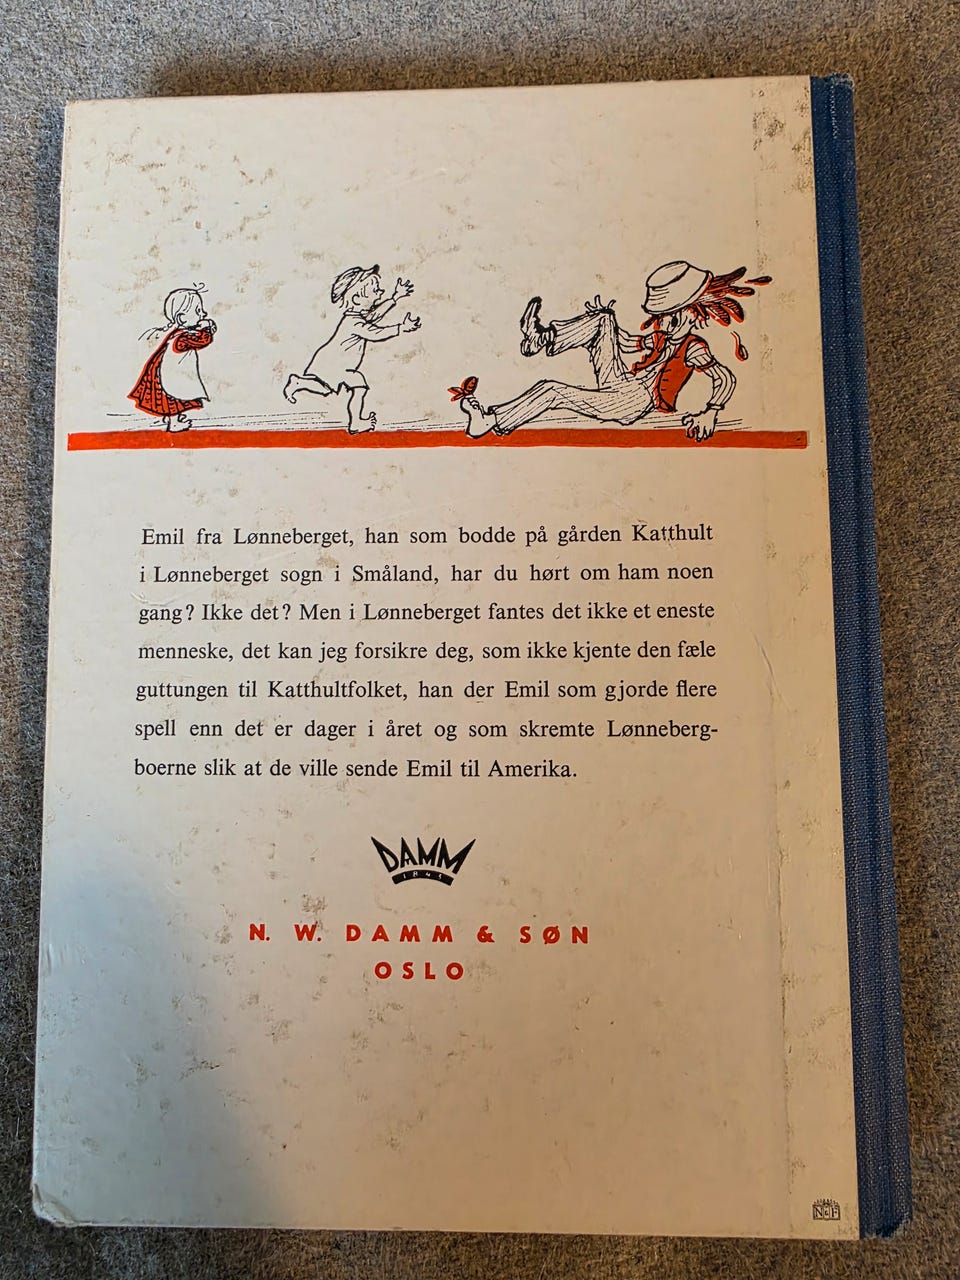 Emil fra Lønneberget, han som bodde på gården Katthult
i Lønneberget sogn i Småland, har du hørt om ham noen
gang? Ikke det? Men i Lønneberget fantes det ikke et eneste
menneske, det kan jeg forsikre deg, som ikke kjente den fæle
guttungen til Katthultfolket, han der Emil som gjorde flere
spell enn det er dager i året og som skremte Lønneberg-
boerne slik at de ville sende Emil til Amerika.
DAMM
1843
N. W. DAMM & SØN
OSLO
N&F